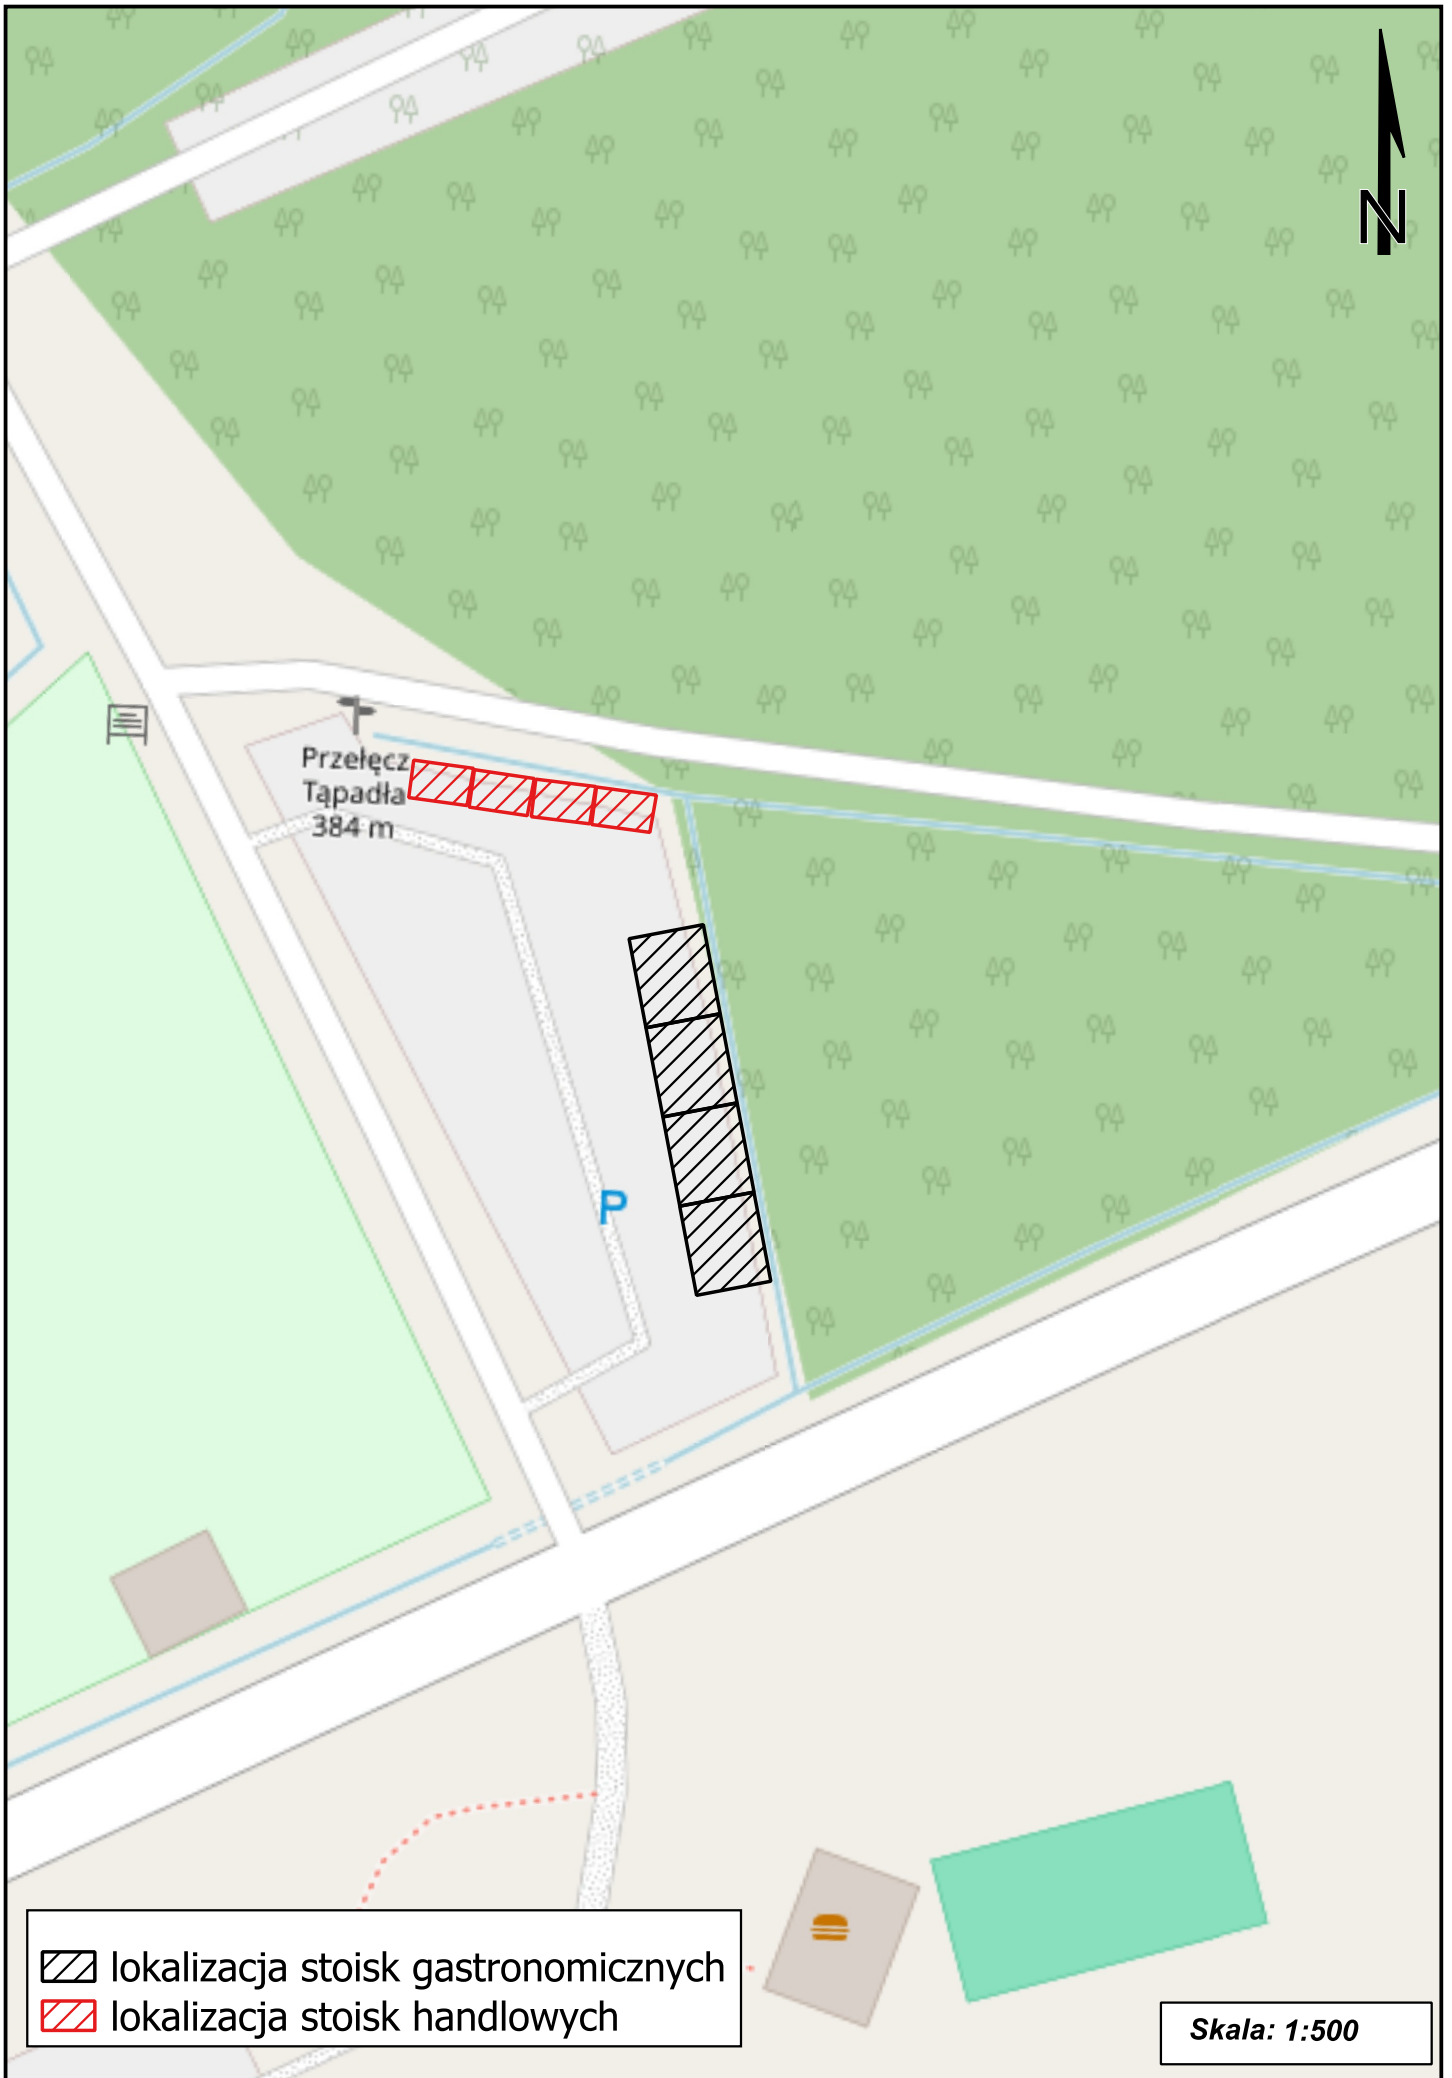 N
Przełęcz
Tąpadła
384 m
P
lokalizacja stoisk gastronomicznych
lokalizacja stoisk handlowych
Skala: 1:500